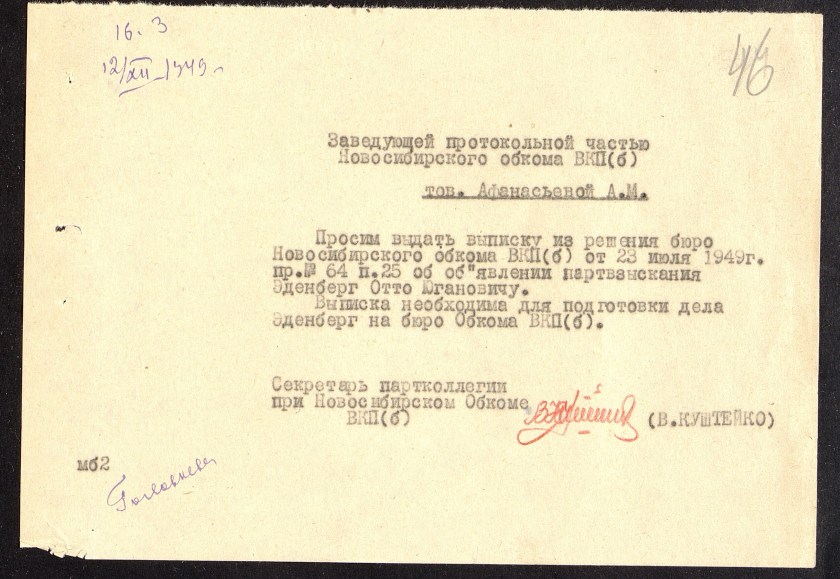 16. 3
12/XII-1949г
43
Заведующей протокольной частью
Новосибирского обкома ВКП(б)
тов. Афанасьевой А.М.
Просим выдать выписку из решения бюро
Новосибирского обкома ВКП(б) от 23 июля 1949г.
пр.№ 64 п.25 об об"явлении партвзыскания
Эденберг Отто Югановичу.
Выписка необходима для подготовки дела
Эденберг на бюро Обкома ВКП(б).
Секретарь партколлегии
при Новосибирском Обкоме
ВКП(б)
(В.КУШТЕЙКО)
мб2